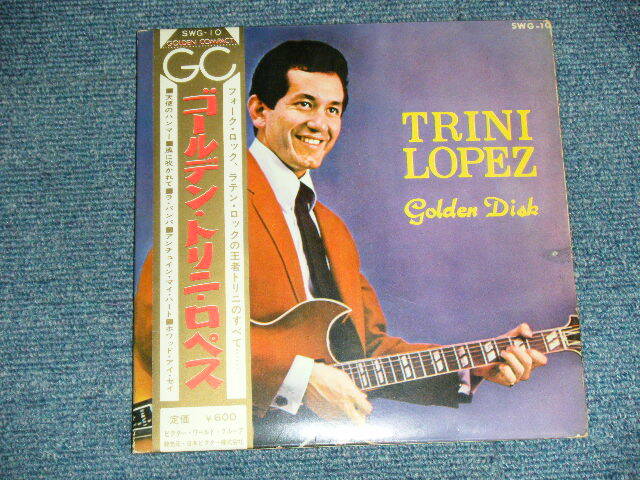 SWG-10
GOLDEN COMPACT
GC
フォーク・ロック、ラテン・ロックの王者トリニのすべて…
ゴールデン・トリニ・ロペス
■天使のハンマー■風に吹かれて■ラ・バンバ■アンチェイン・マイ・ハート■ホワッド・アイ・セイ
定価 ¥600
ビクター・ワールド・グループ
発売元・日本ビクター株式会社
SWG-10
TRINI
LOPEZ
Golden Disk